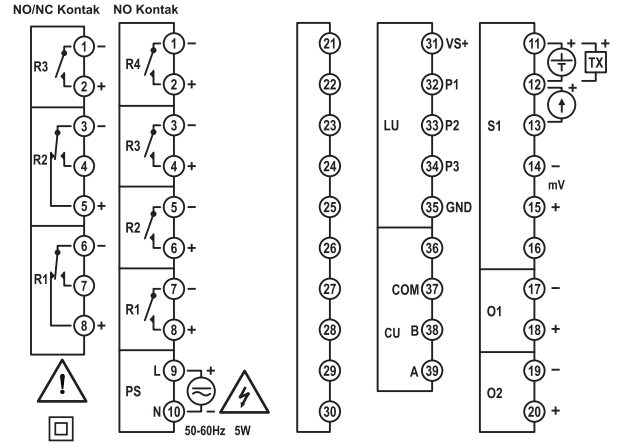 NO/NC Kontak NO Kontak
R3 1 −
2 +
R2 3 −
4
5 +
R1 6 −
7
8 +
!
R4 1 −
2 +
R3 3 −
4 +
R2 5 −
6 +
R1 7 −
8 +
PS L 9 +
N 10 −
50-60Hz 5W
21
22
23
24
25
26
27
28
29
30
LU
31 VS+
32 P1
33 P2
34 P3
35 GND
36
CU
COM 37
B 38
A 39
S1
11 + + TX
12 +
13
14 −
mV
15 +
16
O1
17 −
18 +
O2
19 −
20 +